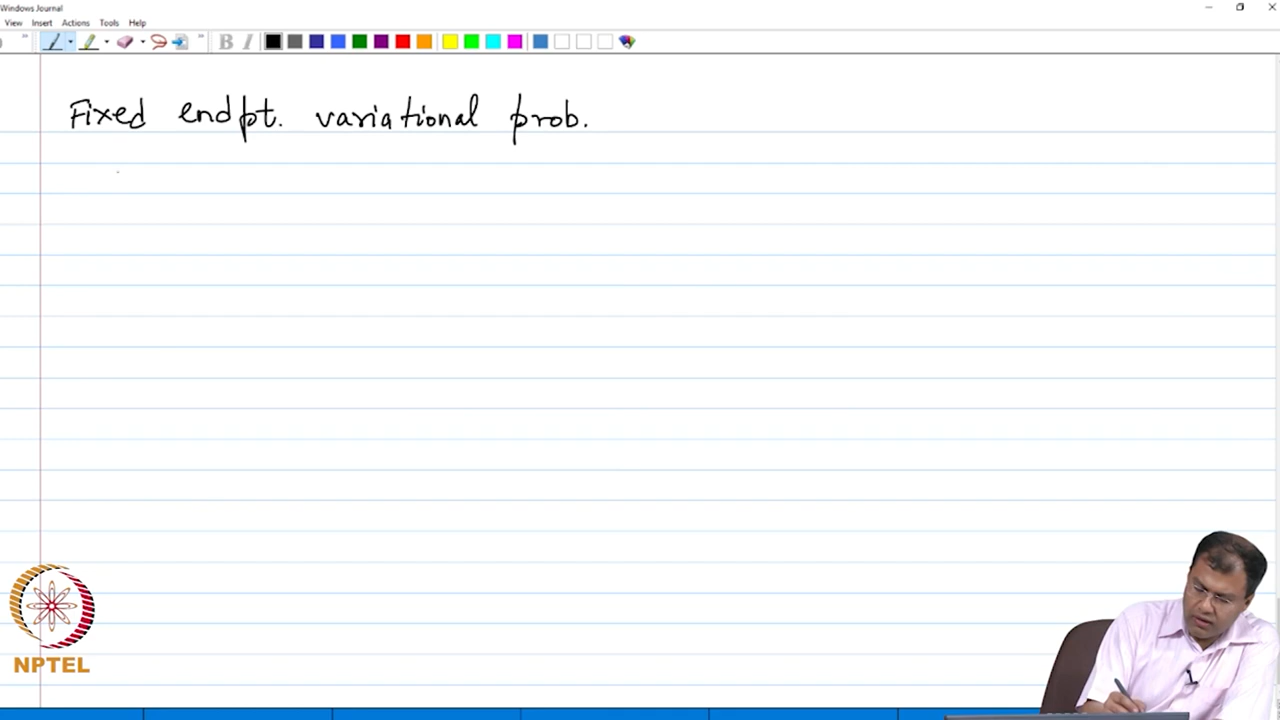 Windows Journal
View Insert Actions Tools Help
B I
Fixed endpt. variational prob.
NPTEL